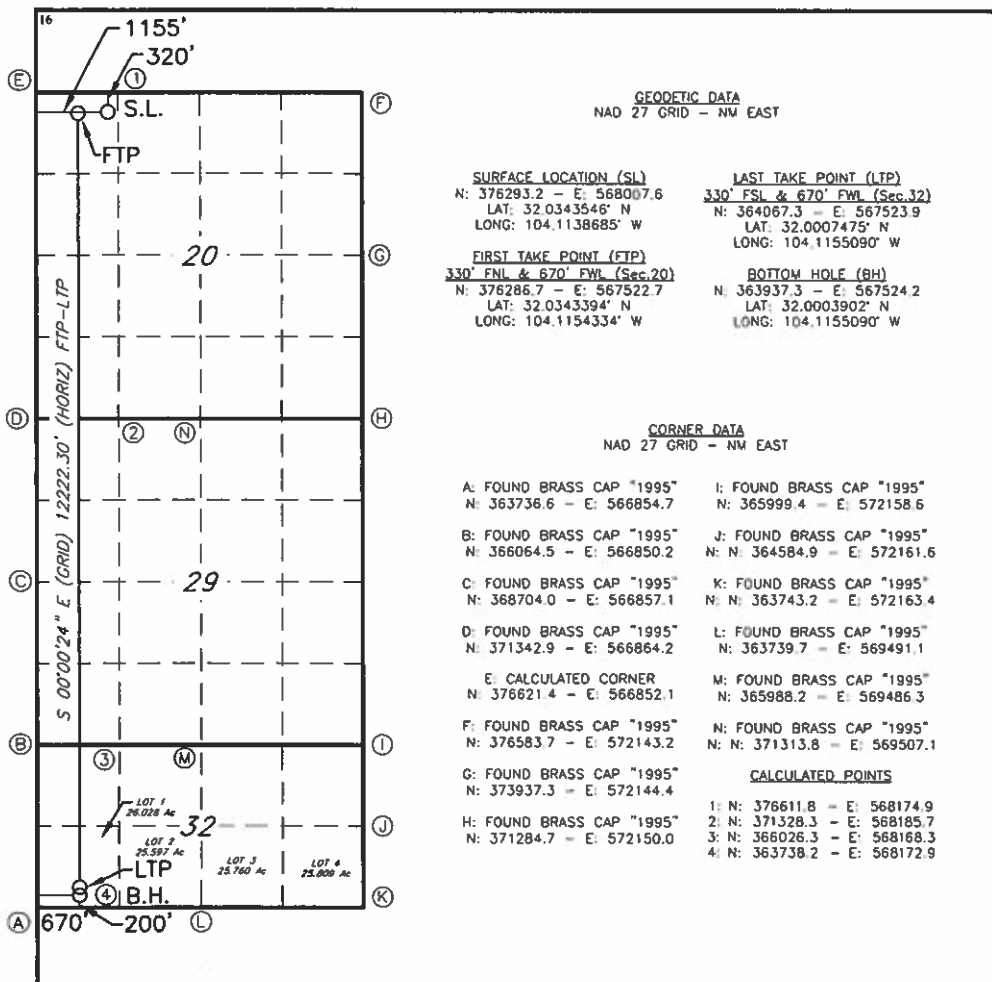 16
1155'
320'
E
1
S.L.
F
FTP
20
G
D
2
N
H
S 00°00'24" E (GRID) 12222.30' (HORIZ) FTP-LTP
C
29
B
3
M
I
LOT 1
26.028 Ac
32
J
LOT 2
25.597 Ac
LOT 3
25.760 Ac
LOT 4
25.809 Ac
LTP
4
B.H.
K
A
670'
200'
L
GEODETIC DATA
NAD 27 GRID - NM EAST
SURFACE LOCATION (SL)
N: 376293.2 - E: 568007.6
LAT: 32.0343546° N
LONG: 104.1138685° W
FIRST TAKE POINT (FTP)
330' FNL & 670' FWL (Sec.20)
N: 376286.7 - E: 567522.7
LAT: 32.0343394° N
LONG: 104.1154334° W
LAST TAKE POINT (LTP)
330' FSL & 670' FWL (Sec.32)
N: 364067.3 - E: 567523.9
LAT: 32.0007475° N
LONG: 104.1155090° W
BOTTOM HOLE (BH)
N: 363937.3 - E: 567524.2
LAT: 32.0003902° N
LONG: 104.1155090° W
CORNER DATA
NAD 27 GRID - NM EAST
A: FOUND BRASS CAP "1995"
N: 363736.6 - E: 566854.7
B: FOUND BRASS CAP "1995"
N: 366064.5 - E: 566850.2
C: FOUND BRASS CAP "1995"
N: 368704.0 - E: 566857.1
D: FOUND BRASS CAP "1995"
N: 371342.9 - E: 566864.2
E: CALCULATED CORNER
N: 376621.4 - E: 566852.1
F: FOUND BRASS CAP "1995"
N: 376583.7 - E: 572143.2
G: FOUND BRASS CAP "1995"
N: 373937.3 - E: 572144.4
H: FOUND BRASS CAP "1995"
N: 371284.7 - E: 572150.0
I: FOUND BRASS CAP "1995"
N: 365999.4 - E: 572158.6
J: FOUND BRASS CAP "1995"
N: N: 364584.9 - E: 572161.6
K: FOUND BRASS CAP "1995"
N: N: 363743.2 - E: 572163.4
L: FOUND BRASS CAP "1995"
N: 363739.7 - E: 569491.1
M: FOUND BRASS CAP "1995"
N: 365988.2 - E: 569486.3
N: FOUND BRASS CAP "1995"
N: N: 371313.8 - E: 569507.1
CALCULATED POINTS
1: N: 376611.8 - E: 568174.9
2: N: 371328.3 - E: 568185.7
3: N: 366026.3 - E: 568168.3
4: N: 363738.2 - E: 568172.9